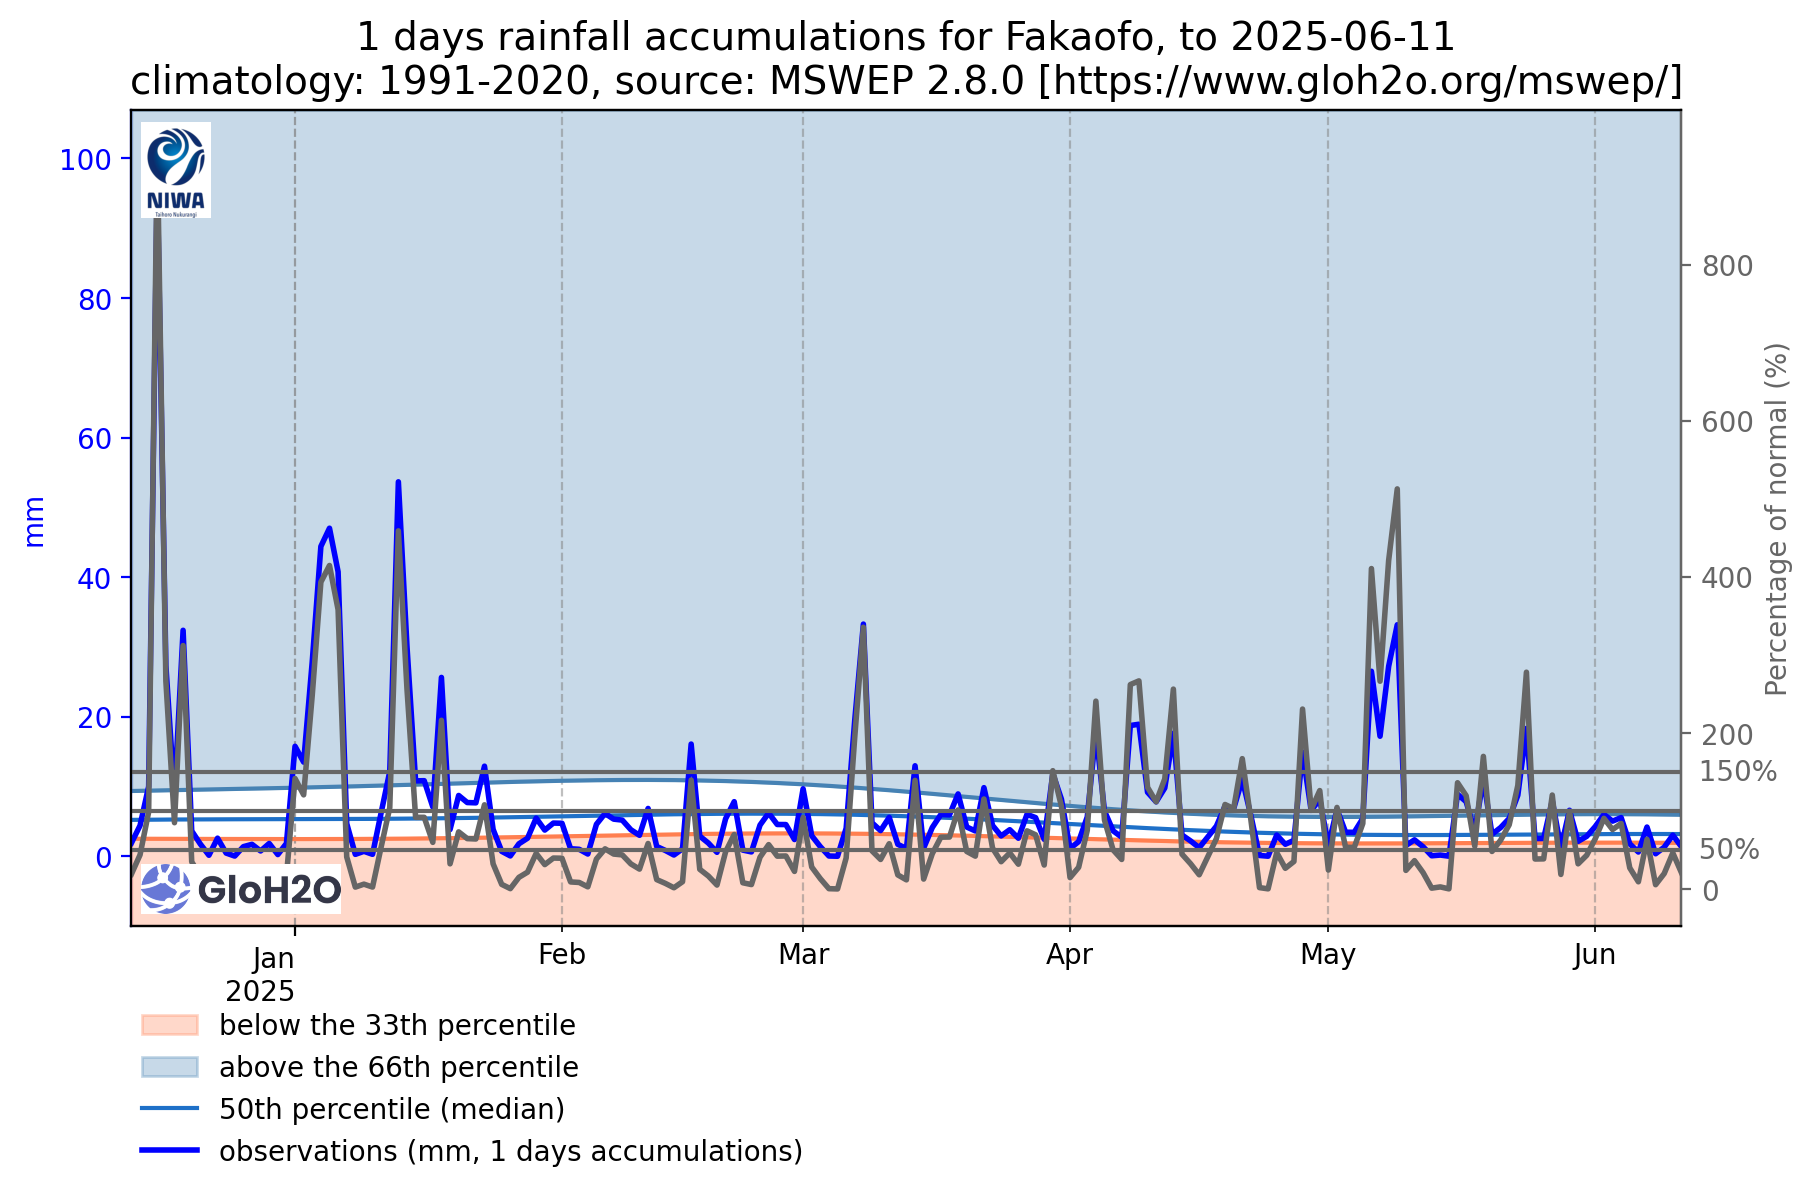 1 days rainfall accumulations for Fakaofo, to 2025-06-11
climatology: 1991-2020, source: MSWEP 2.8.0 [https://www.gloh2o.org/mswep/]
NIWA
Taihoro Nukurangi
100
80
60
40
20
0
mm
800
600
400
200
150%
50%
0
Percentage of normal (%)
GloH2O
Jan
2025
Feb
Mar
Apr
May
Jun
below the 33th percentile
above the 66th percentile
50th percentile (median)
observations (mm, 1 days accumulations)